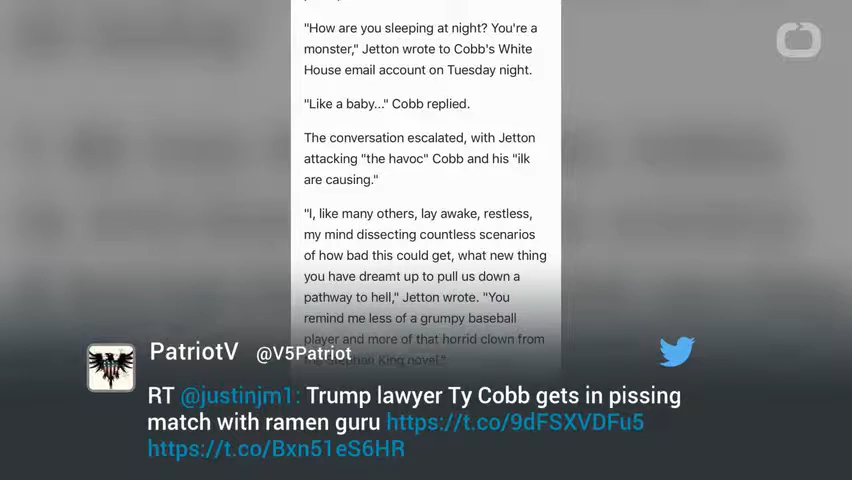 "How are you sleeping at night? You're a
monster," Jetton wrote to Cobb's White
House email account on Tuesday night.
"Like a baby..." Cobb replied.
The conversation escalated, with Jetton
attacking "the havoc" Cobb and his "ilk
are causing."
"I, like many others, lay awake, restless,
my mind dissecting countless scenarios
of how bad this could get, what new thing
you have dreamt up to pull us down a
pathway to hell," Jetton wrote. "You
remind me less of a grumpy baseball
player and more of that horrid clown from
King novel."
PatriotV @V5Patriot
RT @justinjm1: Trump lawyer Ty Cobb gets in pissing
match with ramen guru https://t.co/9dFSXVDFu5
https://t.co/Bxn51eS6HR